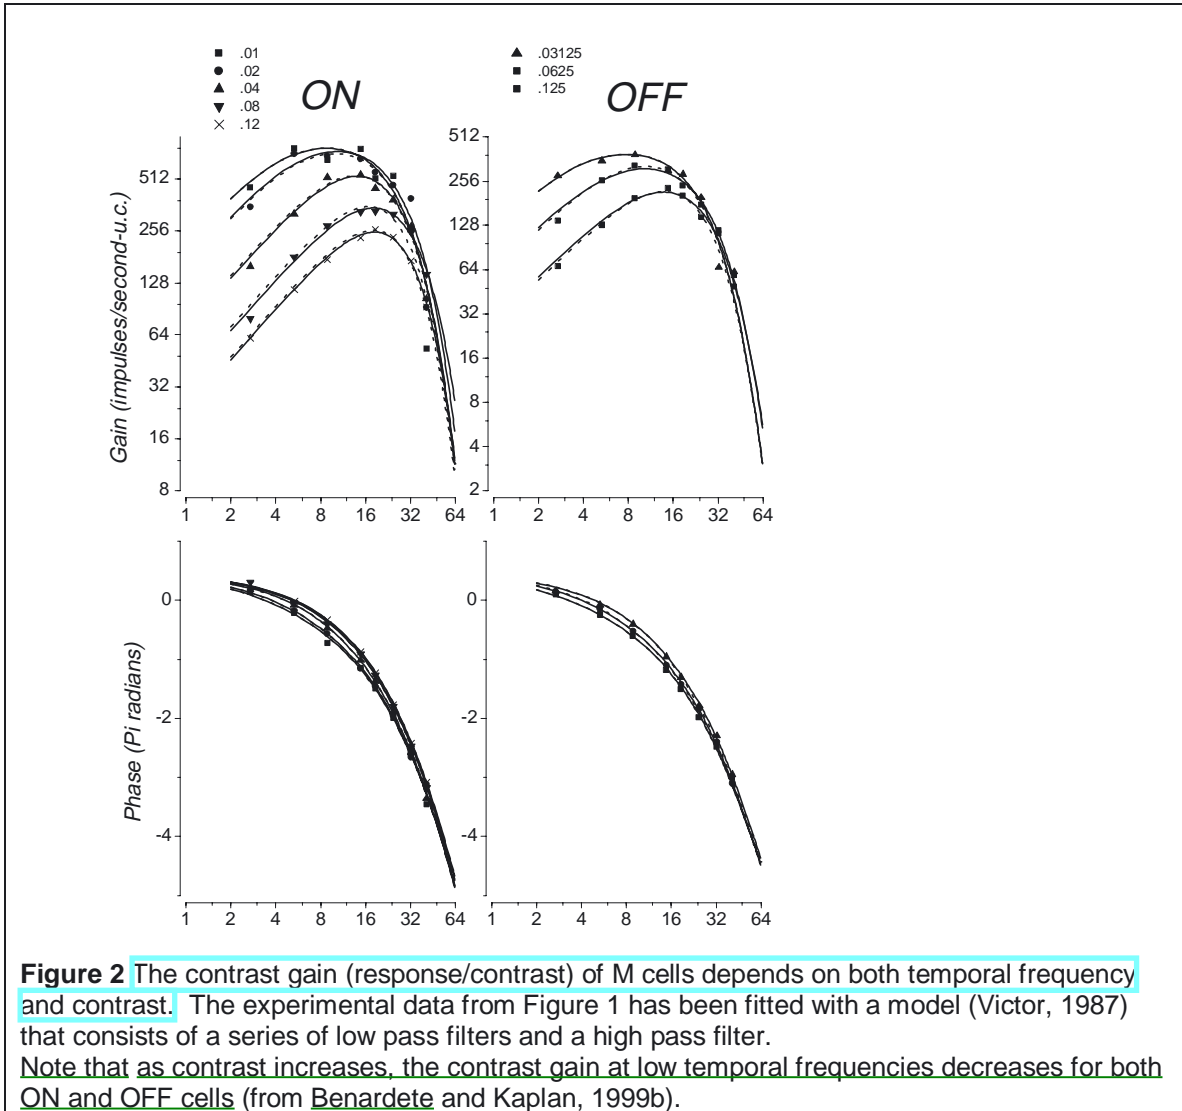 .01
.02
.04
.08
.12
ON
.03125
.0625
.125
OFF
Gain (impulses/second-u.c.)
512
256
128
64
32
16
8
1 2 4 8 16 32 64
512
256
128
64
32
16
8
4
2
1 2 4 8 16 32 64
Phase (Pi radians)
0
-2
-4
1 2 4 8 16 32 64
0
-2
-4
1 2 4 8 16 32 64
Figure 2 The contrast gain (response/contrast) of M cells depends on both temporal frequency
and contrast. The experimental data from Figure 1 has been fitted with a model (Victor, 1987)
that consists of a series of low pass filters and a high pass filter.
Note that as contrast increases, the contrast gain at low temporal frequencies decreases for both
ON and OFF cells (from Benardete and Kaplan, 1999b).